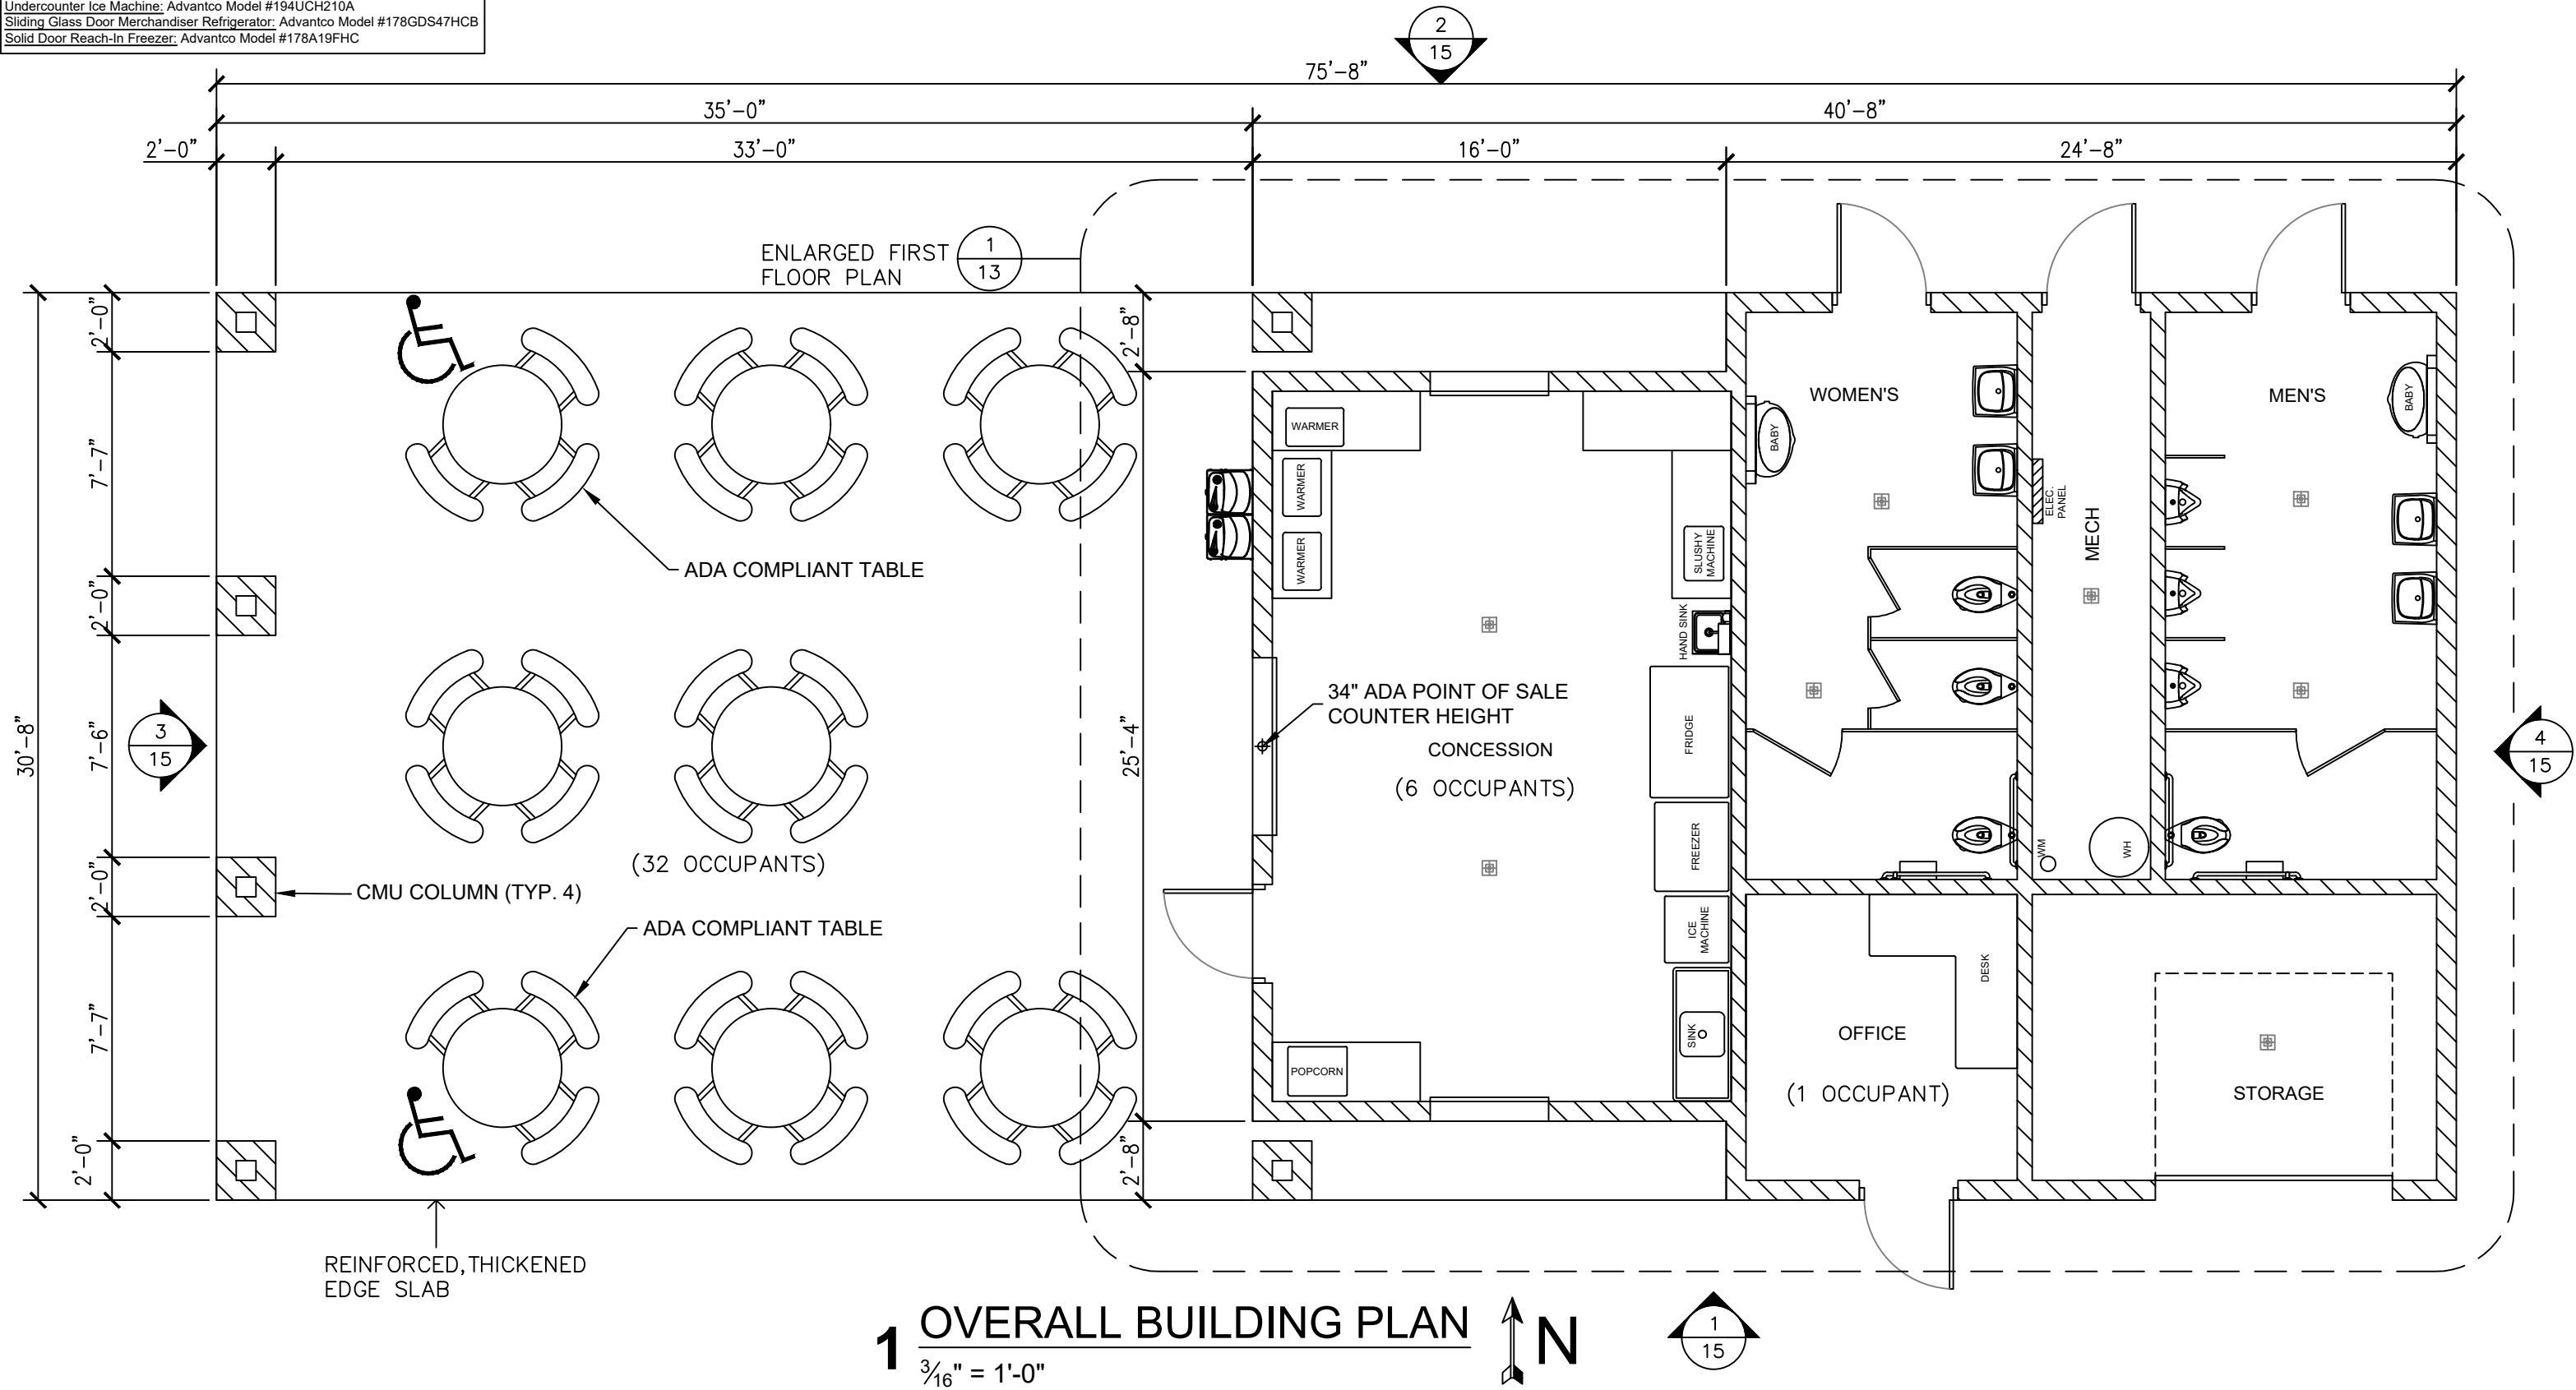 Undercounter Ice Machine: Advantco Model #194UCH210A
Sliding Glass Door Merchandiser Refrigerator: Advantco Model #178GDS47HCB
Solid Door Reach-In Freezer: Advantco Model #178A19FHC
2
15
75'-8"
35'-0"
40'-8"
2'-0"
33'-0"
16'-0"
24'-8"
ENLARGED FIRST
FLOOR PLAN
1
13
2'-0"
7'-7"
2'-0"
7'-6"
2'-0"
7'-7"
2'-0"
30'-8"
3
15
2'-8"
25'-4"
2'-8"
ADA COMPLIANT TABLE
(32 OCCUPANTS)
CMU COLUMN (TYP. 4)
ADA COMPLIANT TABLE
REINFORCED,THICKENED
EDGE SLAB
WARMER
WARMER
WARMER
SLUSHY
MACHINE
HAND SINK
34" ADA POINT OF SALE
COUNTER HEIGHT
CONCESSION
(6 OCCUPANTS)
FRIDGE
FREEZER
ICE
MACHINE
SINK
POPCORN
WOMEN'S
BABY
ELEC.
PANEL
MECH
WM
WH
MEN'S
BABY
4
15
DESK
OFFICE
(1 OCCUPANT)
STORAGE
1 OVERALL BUILDING PLAN
3/16" = 1'-0"
N
1
15